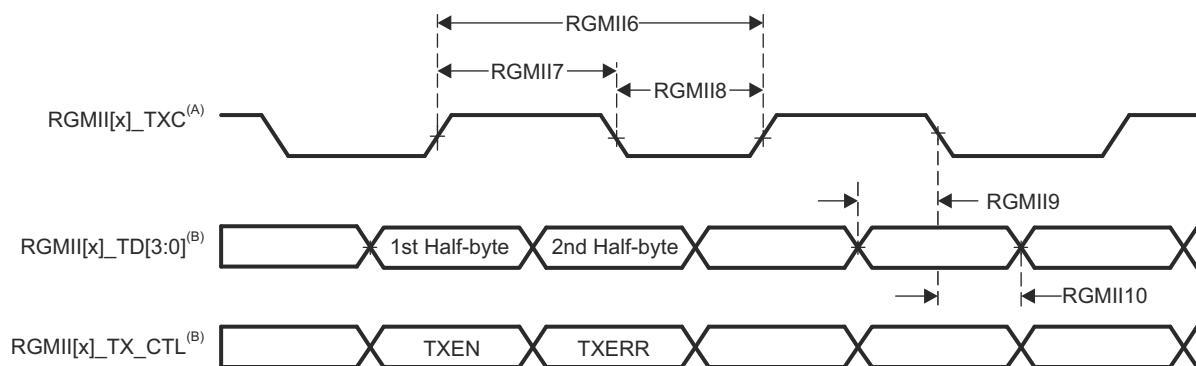 RGMII6
RGMII7
RGMII8
RGMII[x]_TXC(A)
RGMII9
RGMII[x]_TD[3:0](B)
1st Half-byte
2nd Half-byte
RGMII10
RGMII[x]_TX_CTL(B)
TXEN
TXERR